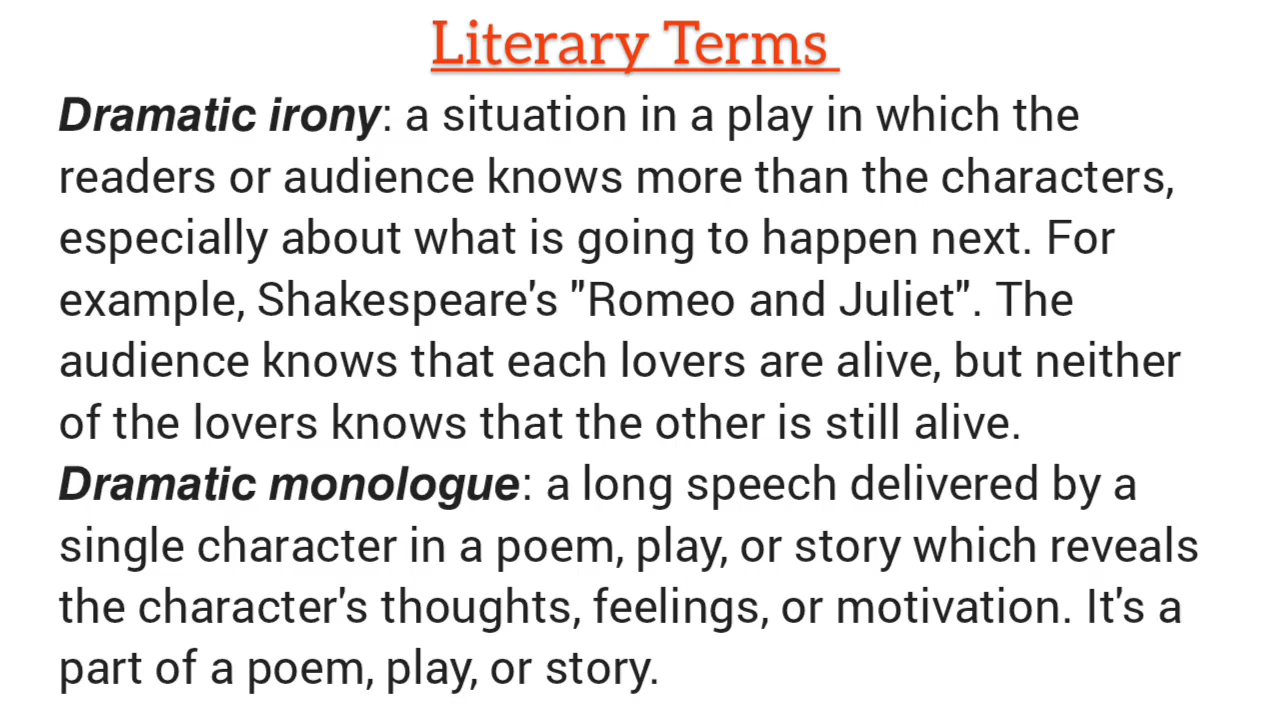 Literary Terms
Dramatic irony: a situation in a play in which the
readers or audience knows more than the characters,
especially about what is going to happen next. For
example, Shakespeare's "Romeo and Juliet". The
audience knows that each lovers are alive, but neither
of the lovers knows that the other is still alive.
Dramatic monologue: a long speech delivered by a
single character in a poem, play, or story which reveals
the character's thoughts, feelings, or motivation. It's a
part of a poem, play, or story.